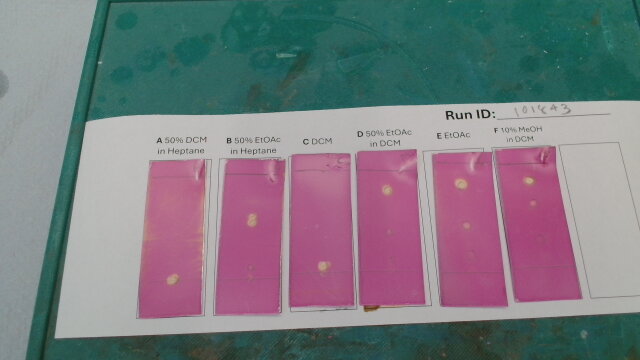 Run ID: 101843
A 50% DCM in Heptane
B 50% EtOAc in Heptane
C DCM
D 50% EtOAc in DCM
E EtOAc
F 10% MeOH in DCM